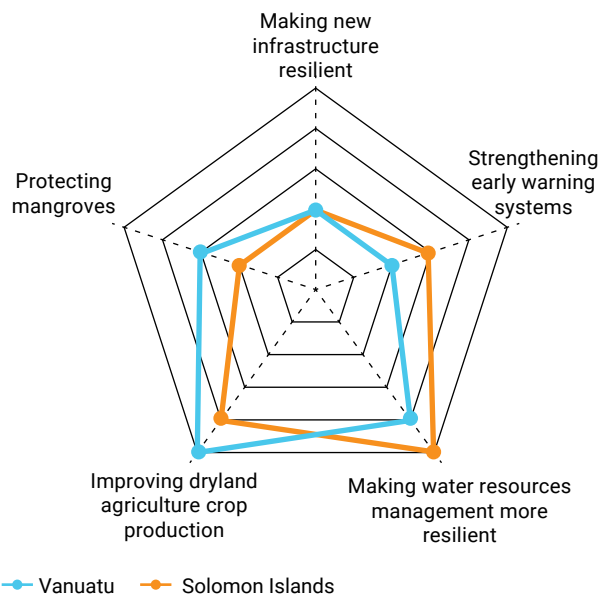 Making new
infrastructure
resilient
Strengthening
early warning
systems
Protecting
mangroves
Improving dryland
agriculture crop
production
Making water resources
management more
resilient
Vanuatu
Solomon Islands